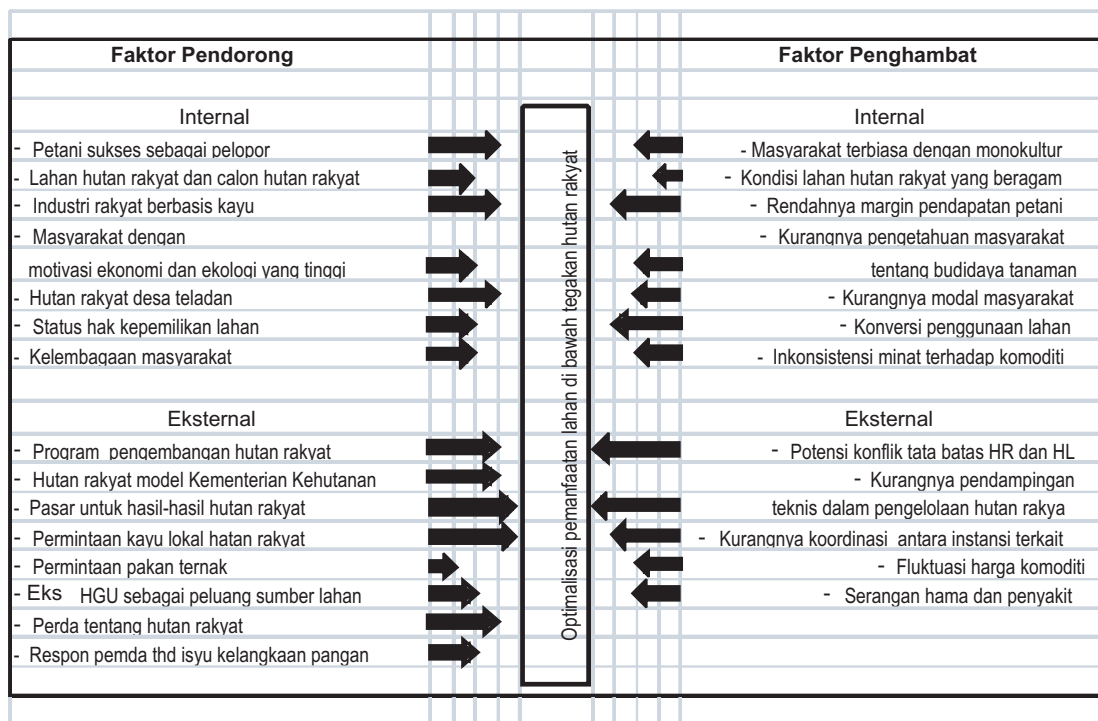 Faktor Pendorong
Internal
- Petani sukses sebagai pelopor
- Lahan hutan rakyat dan calon hutan rakyat
- Industri rakyat berbasis kayu
- Masyarakat dengan
motivasi ekonomi dan ekologi yang tinggi
- Hutan rakyat desa teladan
- Status hak kepemilikan lahan
- Kelembagaan masyarakat
Eksternal
- Program pengembangan hutan rakyat
- Hutan rakyat model Kementerian Kehutanan
- Pasar untuk hasil-hasil hutan rakyat
- Permintaan kayu lokal hatan rakyat
- Permintaan pakan ternak
- Eks HGU sebagai peluang sumber lahan
- Perda tentang hutan rakyat
- Respon pemda thd isyu kelangkaan pangan
Optimalisasi pemanfaatan lahan di bawah tegakan hutan rakyat
Faktor Penghambat
Internal
- Masyarakat terbiasa dengan monokultur
- Kondisi lahan hutan rakyat yang beragam
- Rendahnya margin pendapatan petani
- Kurangnya pengetahuan masyarakat
tentang budidaya tanaman
- Kurangnya modal masyarakat
- Konversi penggunaan lahan
- Inkonsistensi minat terhadap komoditi
Eksternal
- Potensi konflik tata batas HR dan HL
- Kurangnya pendampingan
teknis dalam pengelolaan hutan rakya
- Kurangnya koordinasi antara instansi terkait
- Fluktuasi harga komoditi
- Serangan hama dan penyakit